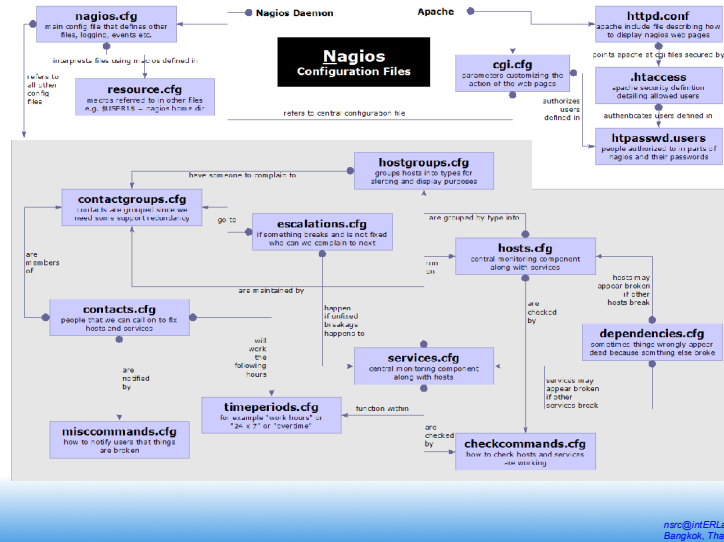 nagios.cfg
main config file that defines other
files, logging, events etc.
Nagios Daemon
Apache
httpd.conf
apache include file describing how
to display nagios web pages
Nagios
Configuration Files
interprets files using macros defined in
points apache at cgi files secured by
cgi.cfg
parameters customizing the
action of the web pages
refers to
all other
config
files
resource.cfg
macros referred to in other files
e.g. $USER1$ = nagios home dir
.htaccess
apache security definition
detailing allowed users
authorizes
users
defined in
refers to central configuration file
authenticates users defined in
htpasswd.users
people authorized to in parts of
nagios and their passwords
hostgroups.cfg
groups hosts into types for
alerting and display purposes
have someone to complain to
contactgroups.cfg
contacts are grouped since we
need some support redundancy
go to
escalations.cfg
if something breaks and is not fixed
who can we complain to next
are grouped by type into
hosts.cfg
central monitoring component
along with services
are
members
of
run
on
are maintained by
hosts may
appear broken
if other
hosts break
contacts.cfg
people that we can call on to fix
hosts and services
happen
if unfixed
breakage
happens to
are
checked
by
dependencies.cfg
sometimes things wrongly appear
dead because somthing else broke
will
work
the
following
hours
services.cfg
central monitoring component
along with hosts
are
notified
by
services may
appear broken
if other
services break
timeperiods.cfg
for example "work hours" or
"24 x 7" or "overtime"
function within
misccommands.cfg
how to notify users that things
are broken
are
checked
by
checkcommands.cfg
how to check hosts and services
are working
nsrc@intERLa
Bangkok, Tha